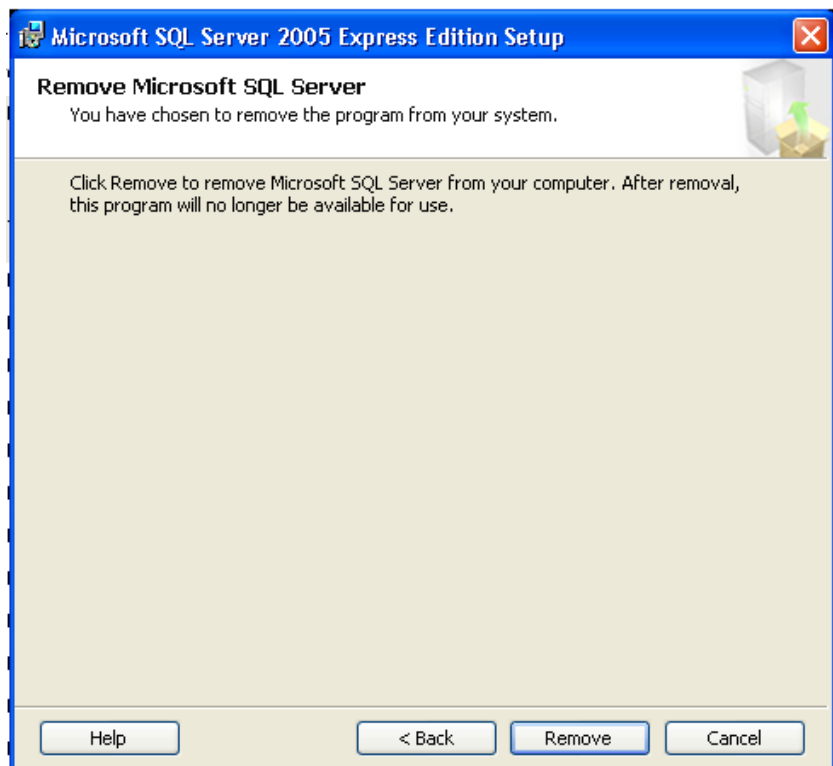 Microsoft SQL Server 2005 Express Edition Setup
Remove Microsoft SQL Server
You have chosen to remove the program from your system.
Click Remove to remove Microsoft SQL Server from your computer. After removal,
this program will no longer be available for use.
Help
< Back
Remove
Cancel